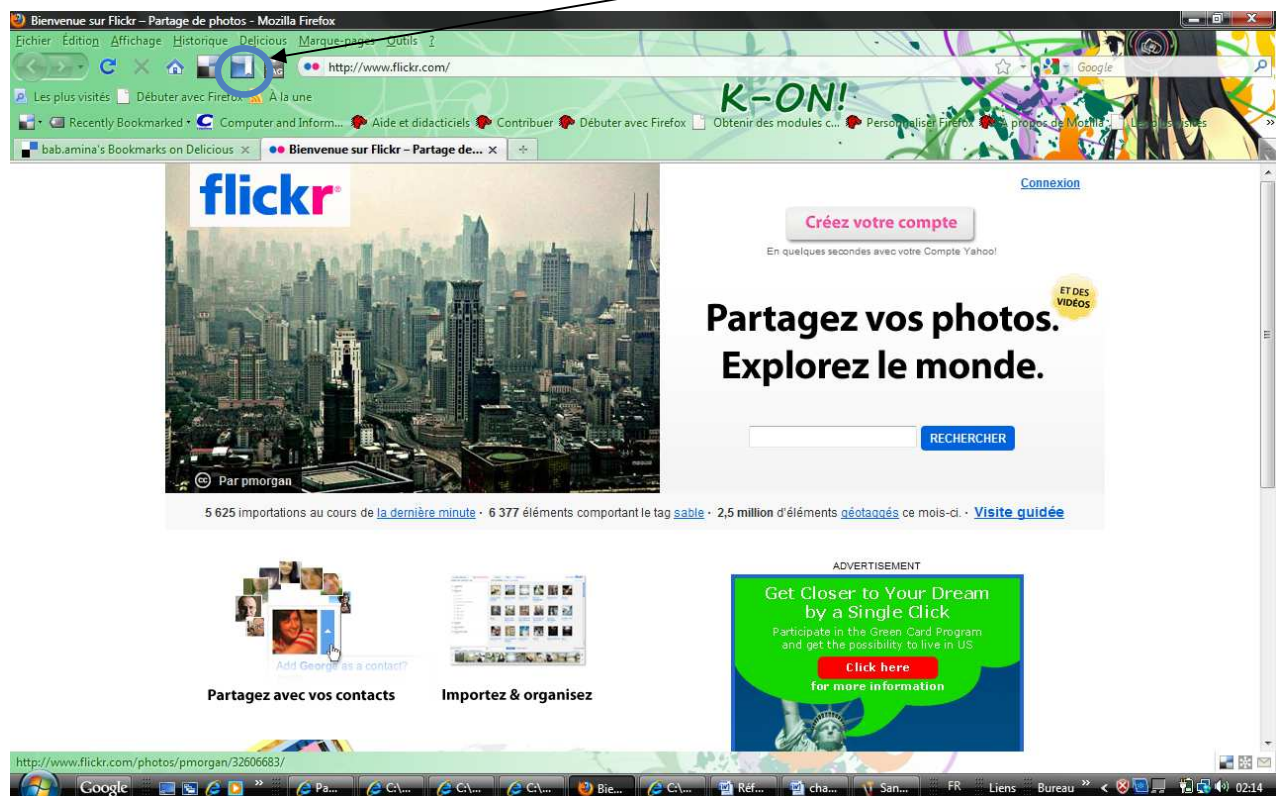 Bienvenue sur Flickr – Partage de photos - Mozilla Firefox
Fichier Édition Affichage Historique Delicious Marque-pages Outils ?
http://www.flickr.com/
Google
Les plus visités Débuter avec Firefox À la une
K-ON!
Recently Bookmarked Computer and Inform... Aide et didacticiels Contribuer Débuter avec Firefox Obtenir des modules c... Personnaliser Firefox À propos de Mozilla Les plus visités »
bab.amina's Bookmarks on Delicious Bienvenue sur Flickr – Partage de...
flickr
Connexion
Créez votre compte
En quelques secondes avec votre Compte Yahoo!
ET DES
VIDÉOS
Partagez vos photos.
Explorez le monde.
RECHERCHER
Par pmorgan
5 625 importations au cours de la dernière minute · 6 377 éléments comportant le tag sable · 2,5 million d'éléments géotaggés ce mois-ci. · Visite guidée
ADVERTISEMENT
Get Closer to Your Dream
by a Single Click
Participate in the Green Card Program
and get the possibility to live in US
Click here
for more information
Add George as a contact?
Partagez avec vos contacts
Importez & organisez
http://www.flickr.com/photos/pmorgan/32606683/
Google » Pa... C:\... C:\... C:\... Bie... C:\... Réf... cha... San... FR Liens Bureau » 02:14